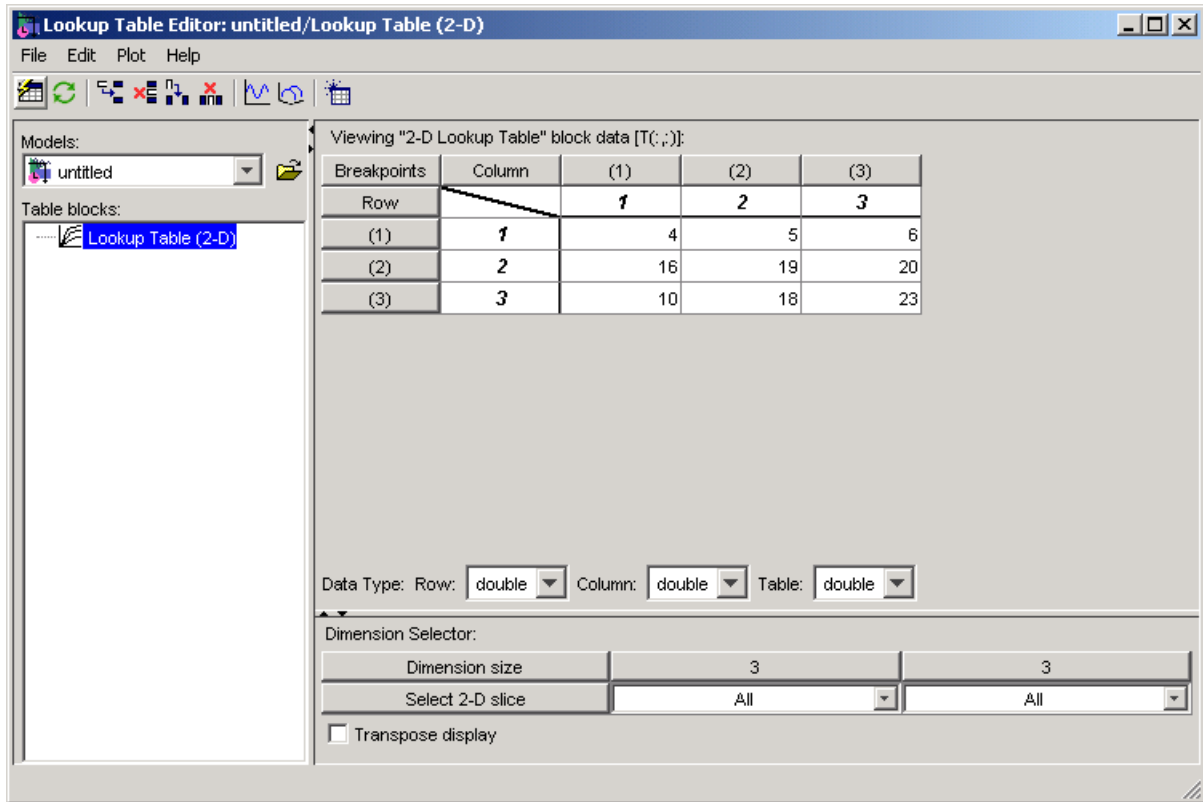 Lookup Table Editor: untitled/Lookup Table (2-D)
File Edit Plot Help
Models:
untitled
Table blocks:
Lookup Table (2-D)
Viewing "2-D Lookup Table" block data [T(:,:)]:
Breakpoints Column (1) (2) (3)
Row 1 2 3
(1) 1 4 5 6
(2) 2 16 19 20
(3) 3 10 18 23
Data Type: Row: double Column: double Table: double
Dimension Selector:
Dimension size 3 3
Select 2-D slice All All
Transpose display